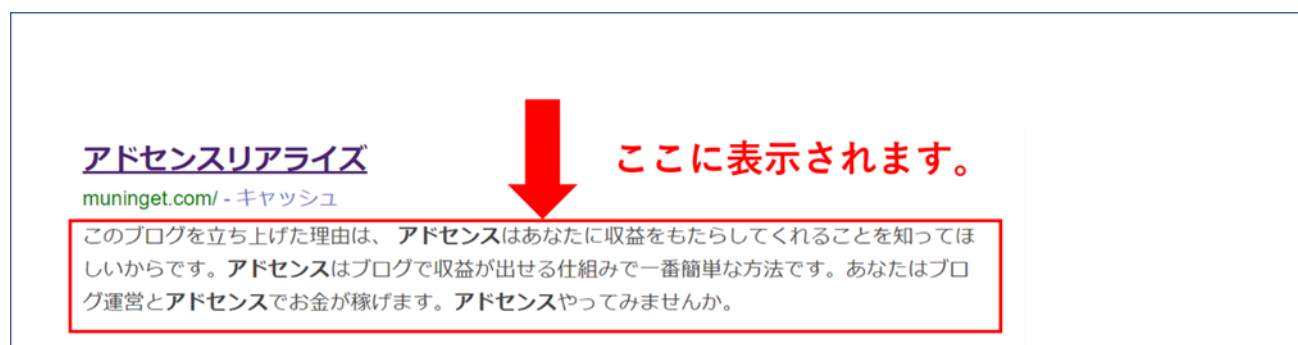 アドセンスリアライズ
ここに表示されます。
muninget.com/ - キャッシュ
このブログを立ち上げた理由は、 アドセンスはあなたに収益をもたらしてくれることを知ってほ
しいからです。アドセンスはブログで収益が出せる仕組みで一番簡単な方法です。あなたはブロ
グ運営とアドセンスでお金が稼げます。アドセンスやってみませんか。